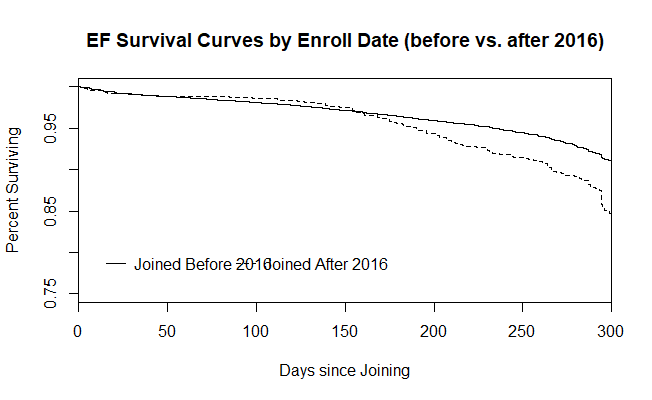 EF Survival Curves by Enroll Date (before vs. after 2016)
Percent Surviving
0.95
0.85
0.75
Joined Before 2016 Joined After 2016
0 50 100 150 200 250 300
Days since Joining